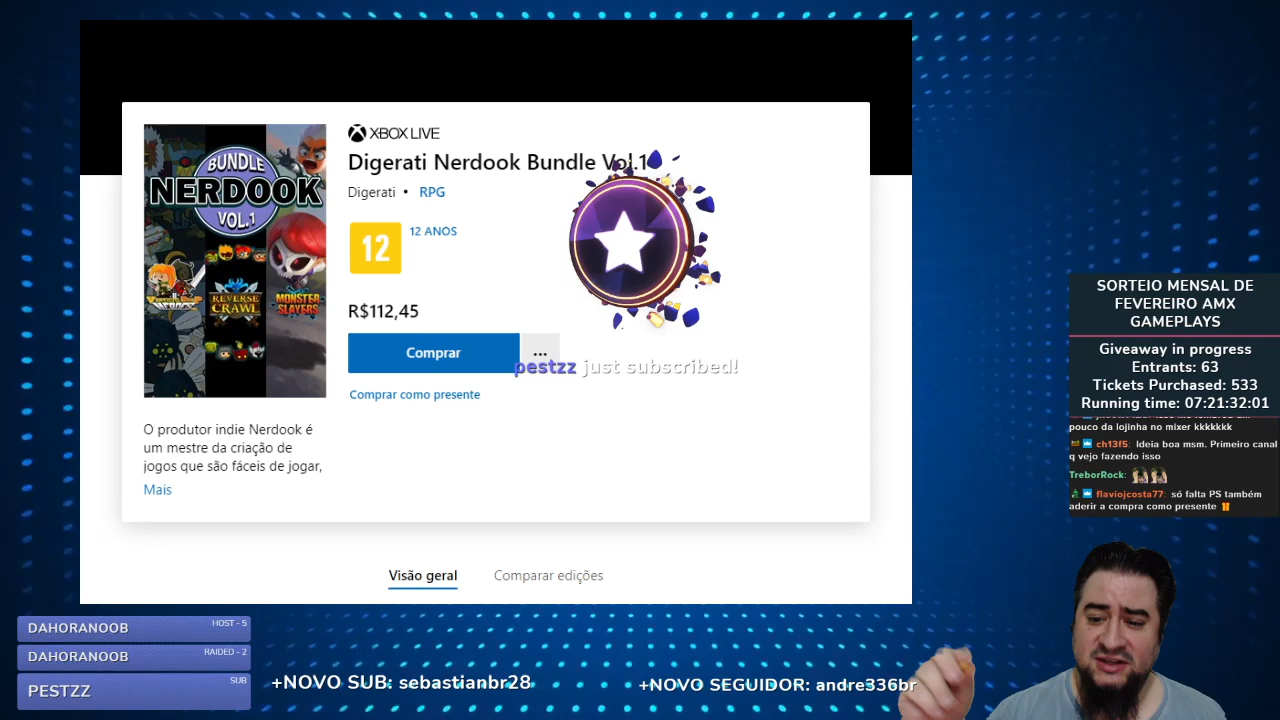 XBOX LIVE
Digerati Nerdook Bundle Vol.1
Digerati • RPG
12
12 ANOS
R$112,45
Comprar
...
Comprar como presente
BUNDLE
NERDOOK
VOL.1
REVERSE
CRAWL
MONSTER
SLAYERS
O produtor indie Nerdook é
um mestre da criação de
jogos que são fáceis de jogar,
Mais
pestzz just subscribed!
Visão geral
Comparar edições
SORTEIO MENSAL DE
FEVEREIRO AMX
GAMEPLAYS
Giveaway in progress
Entrants: 63
Tickets Purchased: 533
Running time: 07:21:32:01
pouco da lojinha no mixer kkkkkkk
ch13f5: Ideia boa msm. Primeiro canal
q vejo fazendo isso
TreborRock:
flaviojcosta77: só falta PS também
aderir a compra como presente
DAHORANOOB
HOST - 5
DAHORANOOB
RAIDED - 2
PESTZZ
SUB
+NOVO SUB: sebastianbr28
+NOVO SEGUIDOR: andre336br